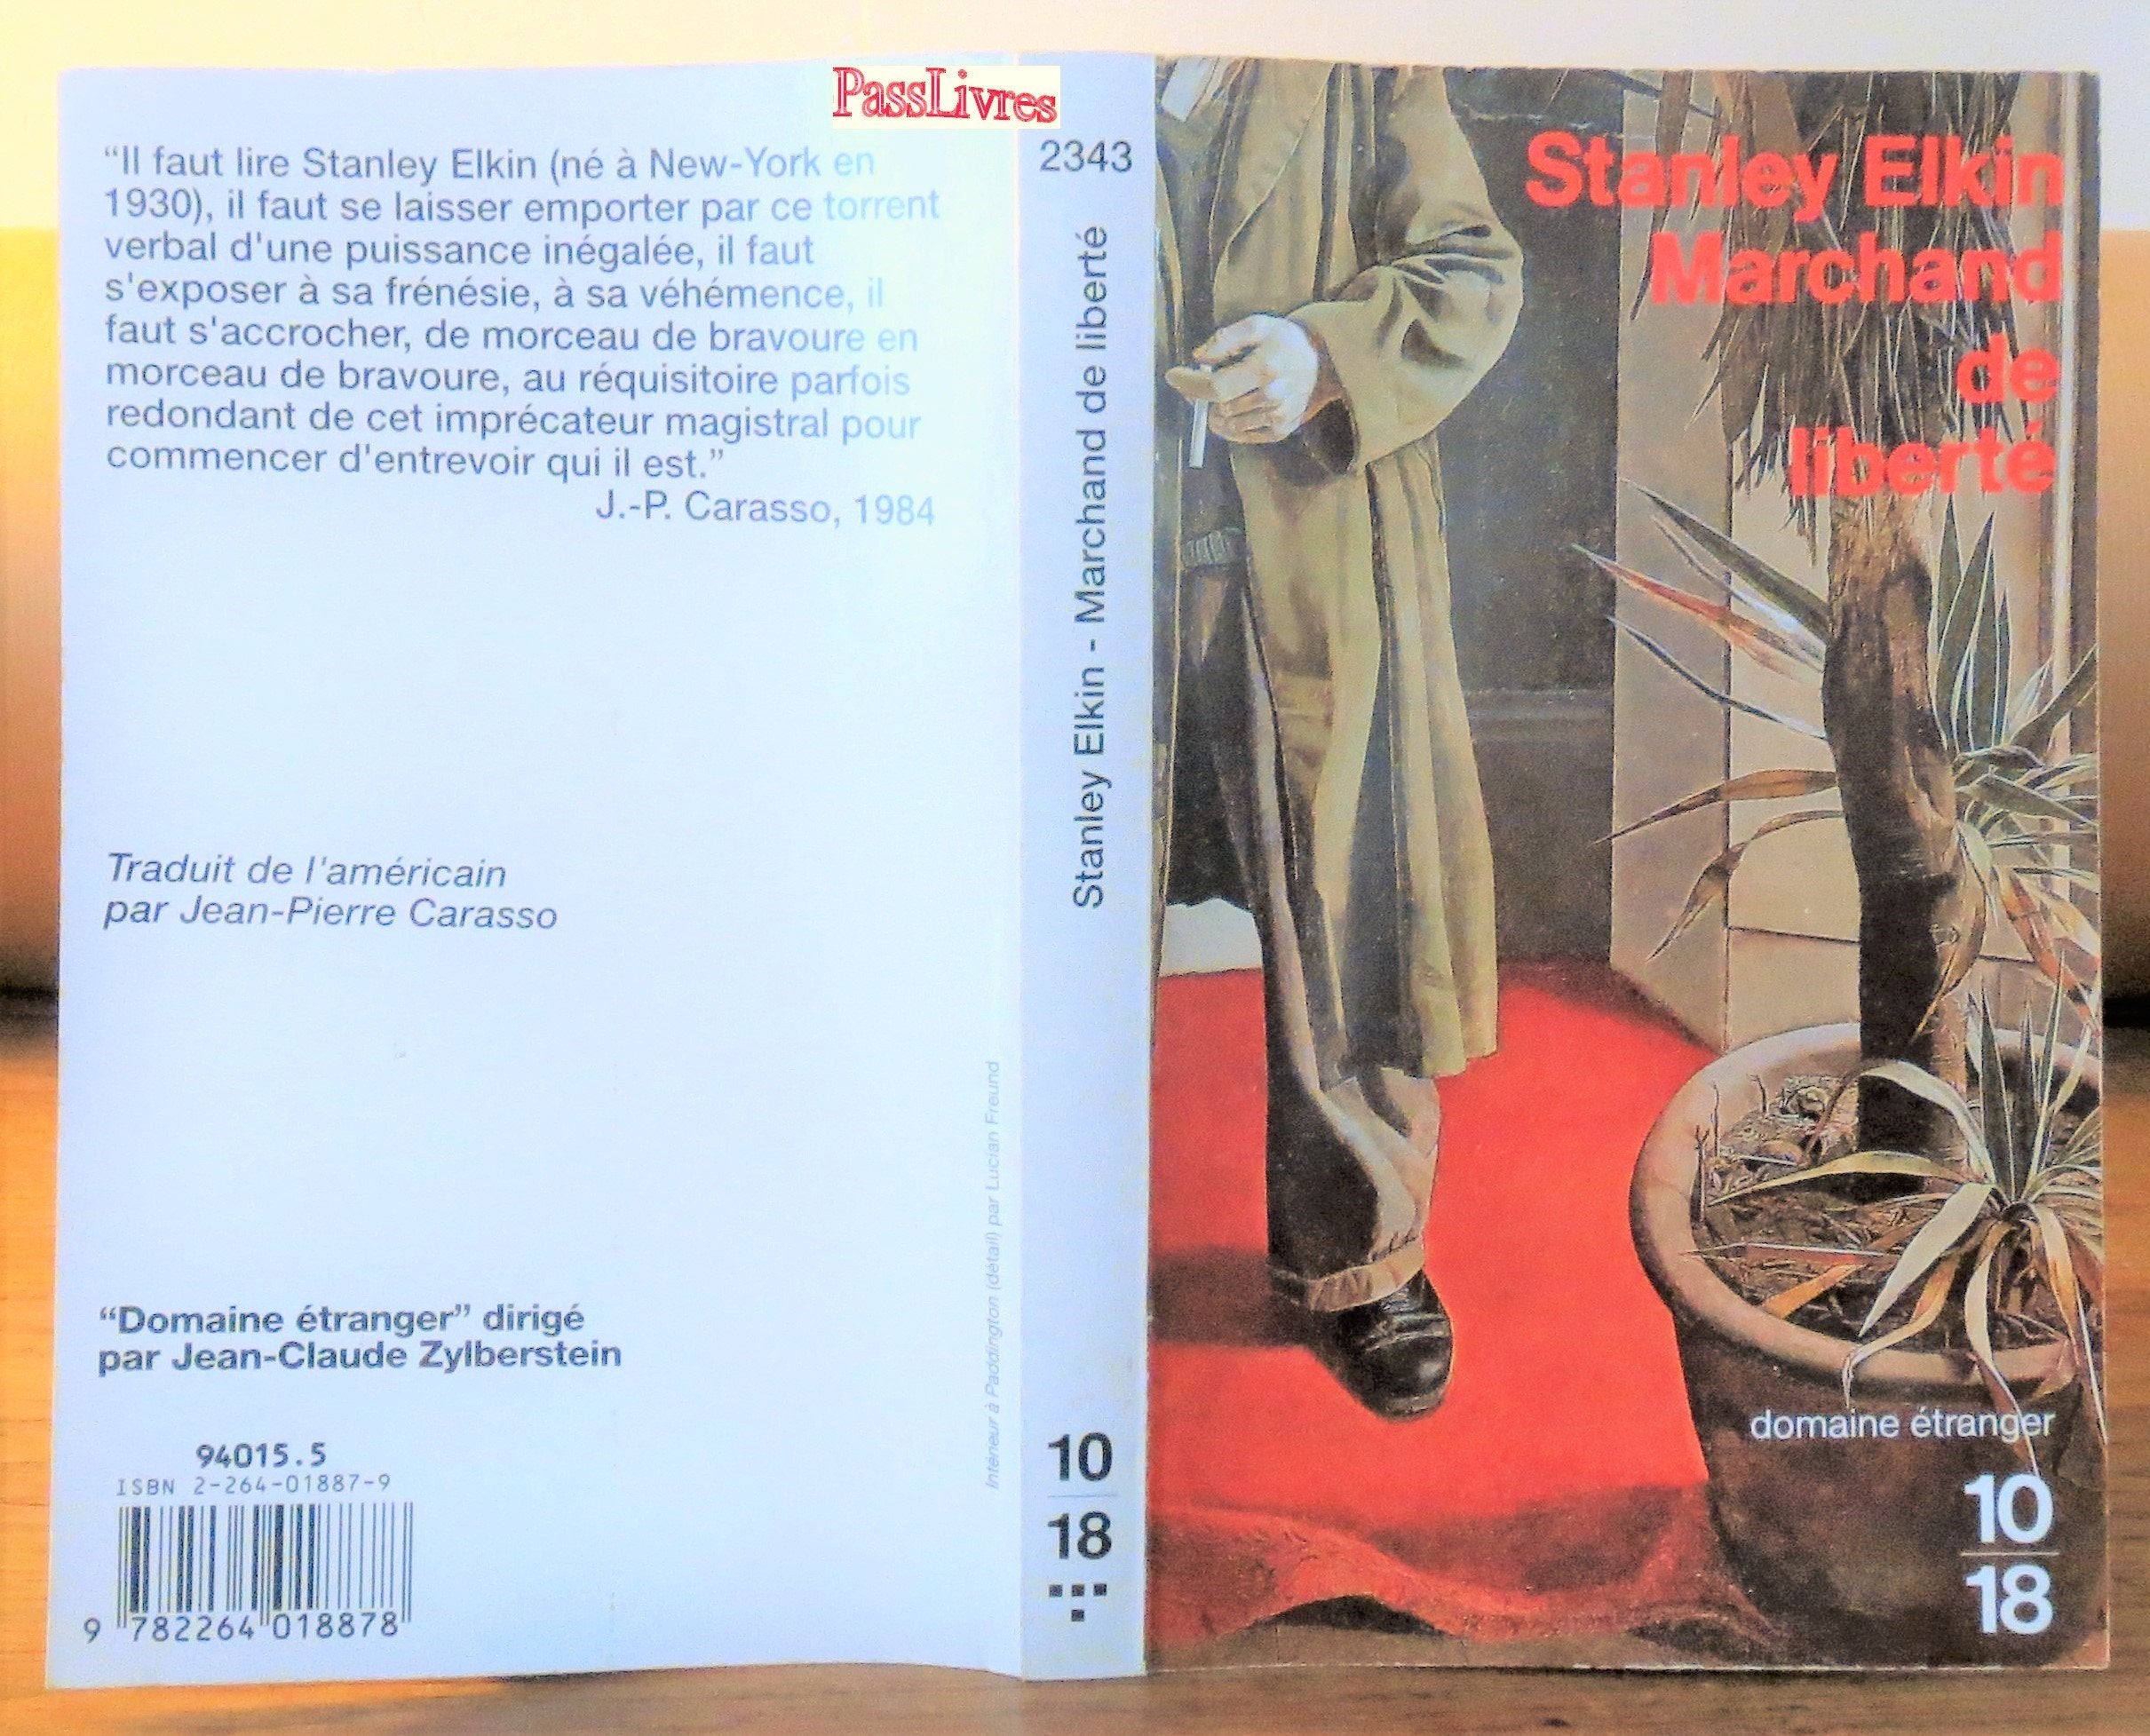 PassLivres
“Il faut lire Stanley Elkin (né à New-York en
1930), il faut se laisser emporter par ce torrent
verbal d'une puissance inégalée, il faut
s'exposer à sa frénésie, à sa véhémence, il
faut s'accrocher, de morceau de bravoure en
morceau de bravoure, au réquisitoire parfois
redondant de cet imprécateur magistral pour
commencer d'entrevoir qui il est.”
J.-P. Carasso, 1984
Traduit de l'américain
par Jean-Pierre Carasso
“Domaine étranger” dirigé
par Jean-Claude Zylberstein
94015.5
ISBN 2-264-01887-9
9 782264 018878
Intérieur à Paddington (détail) par Lucian Freund
2343
Stanley Elkin - Marchand de liberté
10
18
Stanley Elkin
Marchand
de
liberté
domaine étranger
10
18